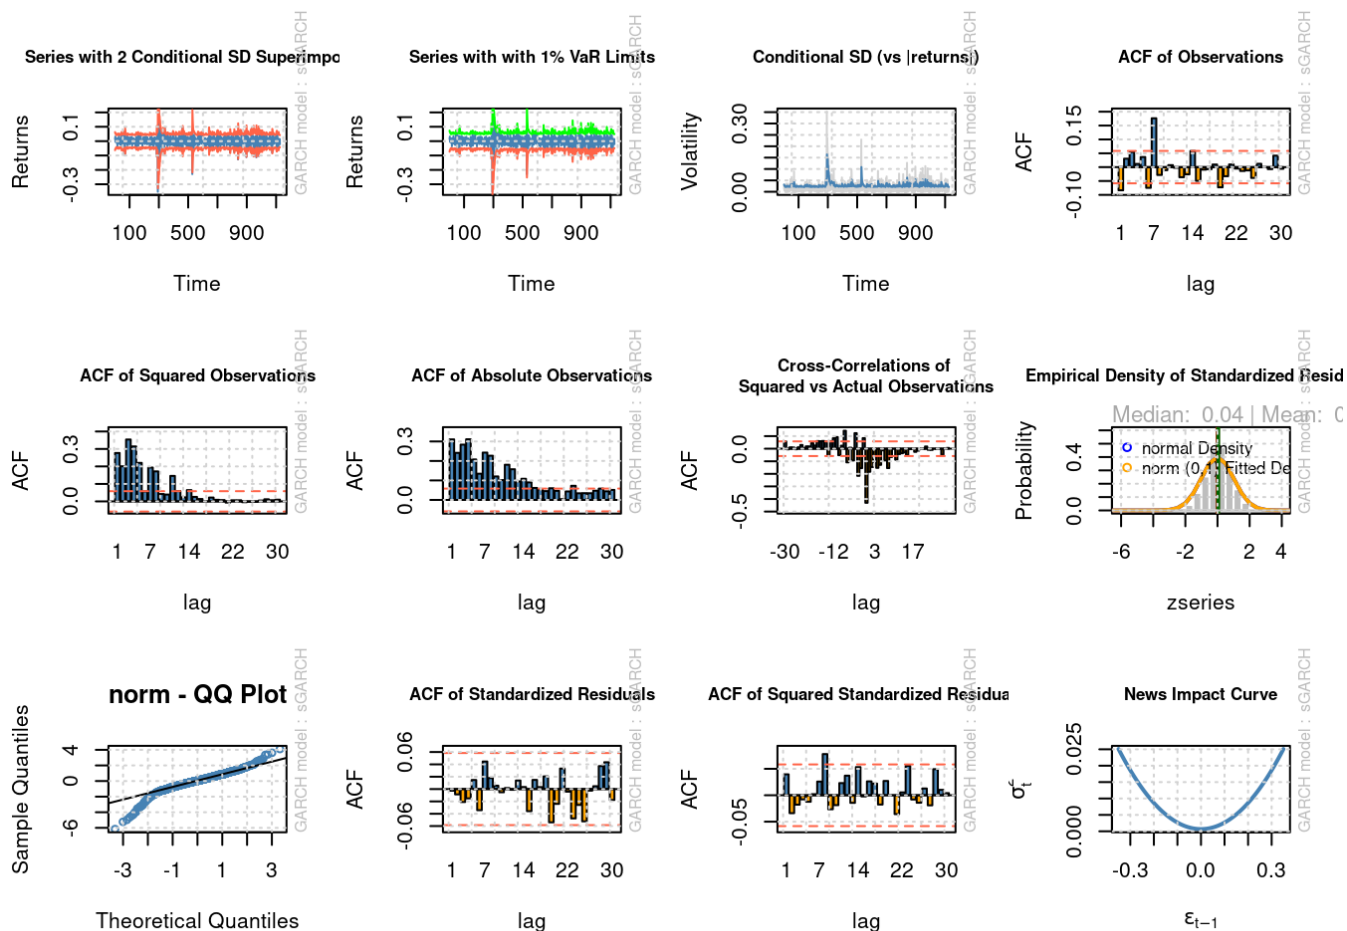 Series with 2 Conditional SD Superimpo
GARCH model : sGARCH
Returns
0.1
-0.3
100 500 900
Time
Series with with 1% VaR Limits
GARCH model : sGARCH
Returns
0.1
-0.3
100 500 900
Time
Conditional SD (vs |returns|)
GARCH model : sGARCH
Volatility
0.30
0.00
100 500 900
Time
ACF of Observations
GARCH model : sGARCH
ACF
0.15
-0.10
1 7 14 22 30
lag
ACF of Squared Observations
GARCH model : sGARCH
ACF
0.3
0.0
1 7 14 22 30
lag
ACF of Absolute Observations
GARCH model : sGARCH
ACF
0.3
0.0
1 7 14 22 30
lag
Cross-Correlations of
Squared vs Actual Observations
GARCH model : sGARCH
ACF
0.0
-0.5
-30 -12 3 17
lag
Empirical Density of Standardized Resid
GARCH model : sGARCH
Median: 0.04 | Mean: 0
Probability
0.4
0.0
normal Density
norm (0,1) Fitted De
-6 -2 2 4
zseries
norm - QQ Plot
GARCH model : sGARCH
Sample Quantiles
4
0
-6
-3 -1 1 3
Theoretical Quantiles
ACF of Standardized Residuals
GARCH model : sGARCH
ACF
0.06
-0.06
1 7 14 22 30
lag
ACF of Squared Standardized Residua
GARCH model : sGARCH
ACF
-0.05
1 7 14 22 30
lag
News Impact Curve
GARCH model : sGARCH
0.025
0.000
-0.3 0.0 0.3
εt−1